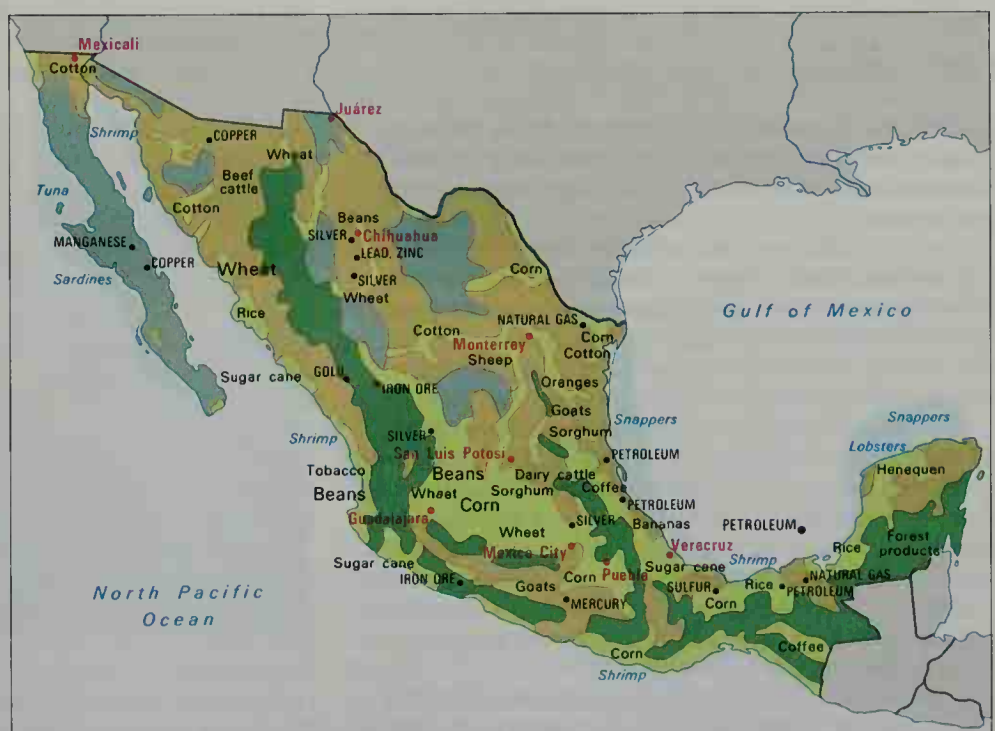 Mexicali
Cotton
Juárez
Shrimp
COPPER
Wheat
Beef
cattle
Tuna
Cotton
Beans
SILVER
Chihuahua
MANGANESE
LEAD, ZINC
COPPER
SILVER
Sardines
Wheat
Wheat
Corn
Gulf of Mexico
Rice
NATURAL GAS
Cotton
Corn
Monterrey
Cotton
Sheep
Sugar cane
GOLD
IRON ORE
Oranges
Goats
Snappers
Snappers
Shrimp
SILVER
Sorghum
Lobsters
San Luis Potosi
PETROLEUM
Tobacco
Beans
Dairy cattle
Henequen
Beans
Wheat
Sorghum
Coffee
Corn
PETROLEUM
Guadalajara
Wheat
SILVER
Bananas
PETROLEUM
Forest
products
Rice
Mexico City
Veracruz
Sugar cane
Puebla
Sugar cane
Shrimp
IRON ORE
Goats
Corn
SULFUR
Rice
NATURAL GAS
PETROLEUM
North Pacific
Ocean
MERCURY
Corn
Corn
Coffee
Shrimp